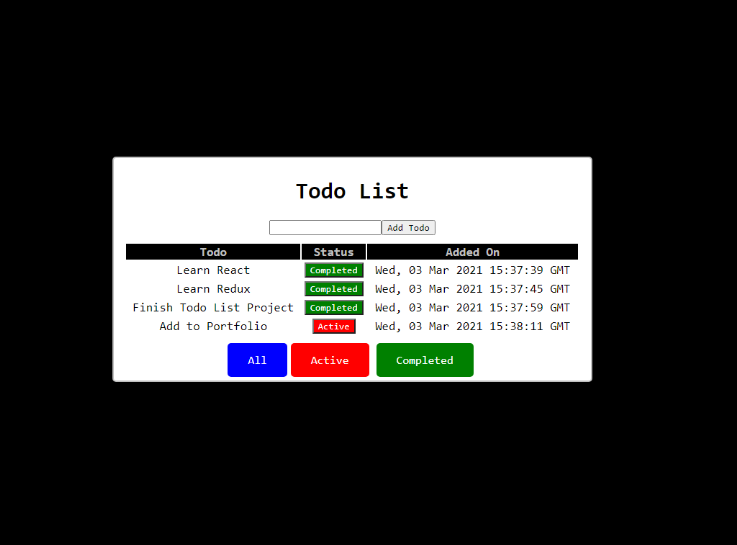 Todo List
Add Todo
Todo Status Added On
Learn React Completed Wed, 03 Mar 2021 15:37:39 GMT
Learn Redux Completed Wed, 03 Mar 2021 15:37:45 GMT
Finish Todo List Project Completed Wed, 03 Mar 2021 15:37:59 GMT
Add to Portfolio Active Wed, 03 Mar 2021 15:38:11 GMT
All Active Completed